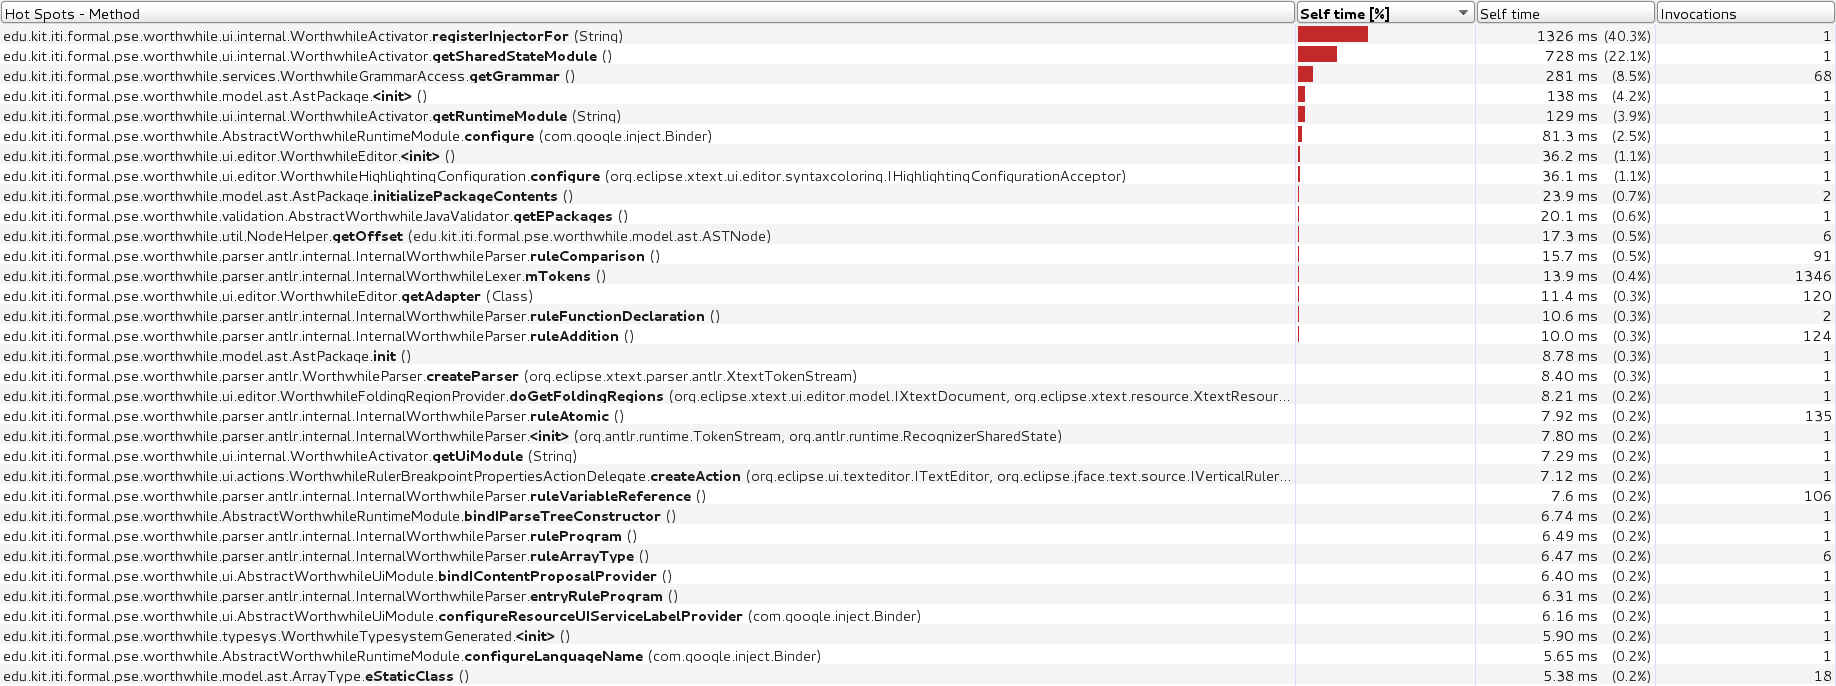 Hot Spots - Method Self time [%] Self time Invocations
edu.kit.iti.formal.pse.worthwhile.ui.internal.WorthwhileActivator.registerInjectorFor (String) 1326 ms (40.3%) 1
edu.kit.iti.formal.pse.worthwhile.ui.internal.WorthwhileActivator.getSharedStateModule () 728 ms (22.1%) 1
edu.kit.iti.formal.pse.worthwhile.services.WorthwhileGrammarAccess.getGrammar () 281 ms (8.5%) 68
edu.kit.iti.formal.pse.worthwhile.model.ast.AstPackage.<init> () 138 ms (4.2%) 1
edu.kit.iti.formal.pse.worthwhile.ui.internal.WorthwhileActivator.getRuntimeModule (String) 129 ms (3.9%) 1
edu.kit.iti.formal.pse.worthwhile.AbstractWorthwhileRuntimeModule.configure (com.google.inject.Binder) 81.3 ms (2.5%) 1
edu.kit.iti.formal.pse.worthwhile.ui.editor.WorthwhileEditor.<init> () 36.2 ms (1.1%) 1
edu.kit.iti.formal.pse.worthwhile.ui.editor.WorthwhileHighlightingConfiguration.configure (org.eclipse.xtext.ui.editor.syntaxcoloring.IHighlightingConfigurationAcceptor) 36.1 ms (1.1%) 1
edu.kit.iti.formal.pse.worthwhile.model.ast.AstPackage.initializePackageContents () 23.9 ms (0.7%) 2
edu.kit.iti.formal.pse.worthwhile.validation.AbstractWorthwhileJavaValidator.getEPackages () 20.1 ms (0.6%) 1
edu.kit.iti.formal.pse.worthwhile.util.NodeHelper.getOffset (edu.kit.iti.formal.pse.worthwhile.model.ast.ASTNode) 17.3 ms (0.5%) 6
edu.kit.iti.formal.pse.worthwhile.parser.antlr.internal.InternalWorthwhileParser.ruleComparison () 15.7 ms (0.5%) 91
edu.kit.iti.formal.pse.worthwhile.parser.antlr.internal.InternalWorthwhileLexer.mTokens () 13.9 ms (0.4%) 1346
edu.kit.iti.formal.pse.worthwhile.ui.editor.WorthwhileEditor.getAdapter (Class) 11.4 ms (0.3%) 120
edu.kit.iti.formal.pse.worthwhile.parser.antlr.internal.InternalWorthwhileParser.ruleFunctionDeclaration () 10.6 ms (0.3%) 2
edu.kit.iti.formal.pse.worthwhile.parser.antlr.internal.InternalWorthwhileParser.ruleAddition () 10.0 ms (0.3%) 124
edu.kit.iti.formal.pse.worthwhile.model.ast.AstPackage.init () 8.78 ms (0.3%) 1
edu.kit.iti.formal.pse.worthwhile.parser.antlr.WorthwhileParser.createParser (org.eclipse.xtext.parser.antlr.XtextTokenStream) 8.40 ms (0.3%) 1
edu.kit.iti.formal.pse.worthwhile.ui.editor.WorthwhileFoldingRegionProvider.doGetFoldingRegions (org.eclipse.xtext.ui.editor.model.IXtextDocument, org.eclipse.xtext.resource.XtextResour... 8.21 ms (0.2%) 1
edu.kit.iti.formal.pse.worthwhile.parser.antlr.internal.InternalWorthwhileParser.ruleAtomic () 7.92 ms (0.2%) 135
edu.kit.iti.formal.pse.worthwhile.parser.antlr.internal.InternalWorthwhileParser.<init> (org.antlr.runtime.TokenStream, org.antlr.runtime.RecognizerSharedState) 7.80 ms (0.2%) 1
edu.kit.iti.formal.pse.worthwhile.ui.internal.WorthwhileActivator.getUiModule (String) 7.29 ms (0.2%) 1
edu.kit.iti.formal.pse.worthwhile.ui.actions.WorthwhileRulerBreakpointPropertiesActionDelegate.createAction (org.eclipse.ui.texteditor.ITextEditor, org.eclipse.jface.text.source.IVerticalRuler... 7.12 ms (0.2%) 1
edu.kit.iti.formal.pse.worthwhile.parser.antlr.internal.InternalWorthwhileParser.ruleVariableReference () 7.6 ms (0.2%) 106
edu.kit.iti.formal.pse.worthwhile.AbstractWorthwhileRuntimeModule.bindIParseTreeConstructor () 6.74 ms (0.2%) 1
edu.kit.iti.formal.pse.worthwhile.parser.antlr.internal.InternalWorthwhileParser.ruleProgram () 6.49 ms (0.2%) 1
edu.kit.iti.formal.pse.worthwhile.parser.antlr.internal.InternalWorthwhileParser.ruleArrayType () 6.47 ms (0.2%) 6
edu.kit.iti.formal.pse.worthwhile.ui.AbstractWorthwhileUiModule.bindIContentProposalProvider () 6.40 ms (0.2%) 1
edu.kit.iti.formal.pse.worthwhile.parser.antlr.internal.InternalWorthwhileParser.entryRuleProgram () 6.31 ms (0.2%) 1
edu.kit.iti.formal.pse.worthwhile.ui.AbstractWorthwhileUiModule.configureResourceUIServiceLabelProvider (com.google.inject.Binder) 6.16 ms (0.2%) 1
edu.kit.iti.formal.pse.worthwhile.typesys.WorthwhileTypesystemGenerated.<init> () 5.90 ms (0.2%) 1
edu.kit.iti.formal.pse.worthwhile.AbstractWorthwhileRuntimeModule.configureLanguageName (com.google.inject.Binder) 5.65 ms (0.2%) 1
edu.kit.iti.formal.pse.worthwhile.model.ast.ArrayType.eStaticClass () 5.38 ms (0.2%) 18